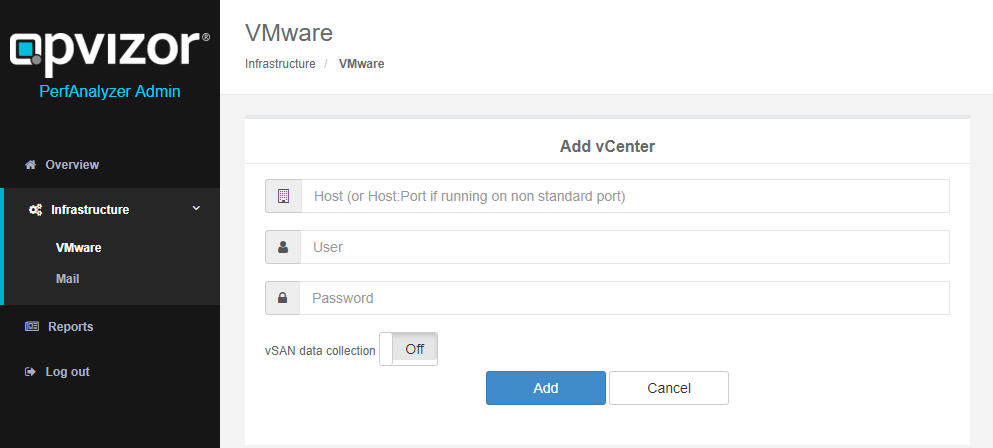 opvizor®
PerfAnalyzer Admin
Overview
Infrastructure
VMware
Mail
Reports
Log out
VMware
Infrastructure / VMware
Add vCenter
Host (or Host:Port if running on non standard port)
User
Password
vSAN data collection Off
Add Cancel